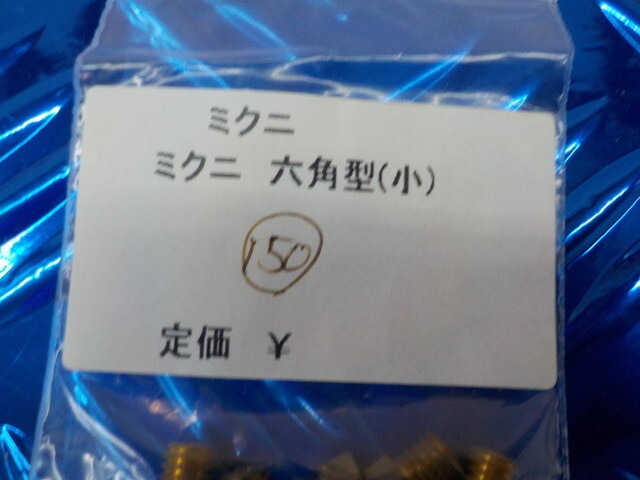 ミクニ
ミクニ 六角型(小)
150
定価 ¥